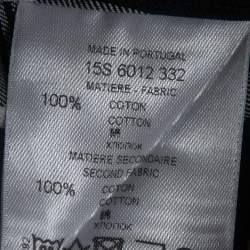 MADE IN PORTUGAL
15S 6012 332
MATIERE - FABRIC
100% COTON
COTTON
棉
ХЛОПОК
MATIERE SECONDAIRE
SECOND FABRIC
100% COTON
COTTON
棉
ХЛОПОК